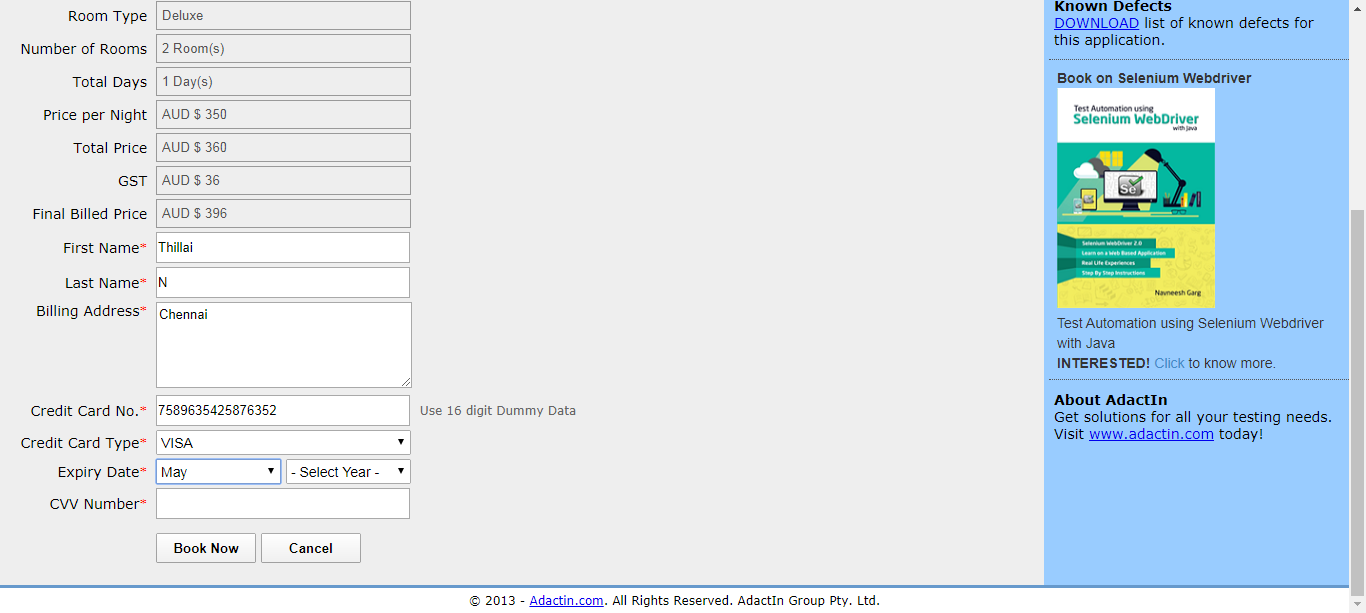 Room Type Deluxe
Number of Rooms 2 Room(s)
Total Days 1 Day(s)
Price per Night AUD $ 350
Total Price AUD $ 360
GST AUD $ 36
Final Billed Price AUD $ 396
First Name* Thillai
Last Name* N
Billing Address* Chennai
Credit Card No.* 7589635425876352 Use 16 digit Dummy Data
Credit Card Type* VISA
Expiry Date* May - Select Year -
CVV Number*
Book Now Cancel
Known Defects
DOWNLOAD list of known defects for
this application.
Book on Selenium Webdriver
Test Automation using
Selenium WebDriver
with Java
Se
Selenium WebDriver 2.0
Learn on a Web Based Application
Real Life Experiences
Step By Step Instructions
Navneesh Garg
Test Automation using Selenium Webdriver
with Java
INTERESTED! Click to know more.
About AdactIn
Get solutions for all your testing needs.
Visit www.adactin.com today!
© 2013 - Adactin.com. All Rights Reserved. AdactIn Group Pty. Ltd.